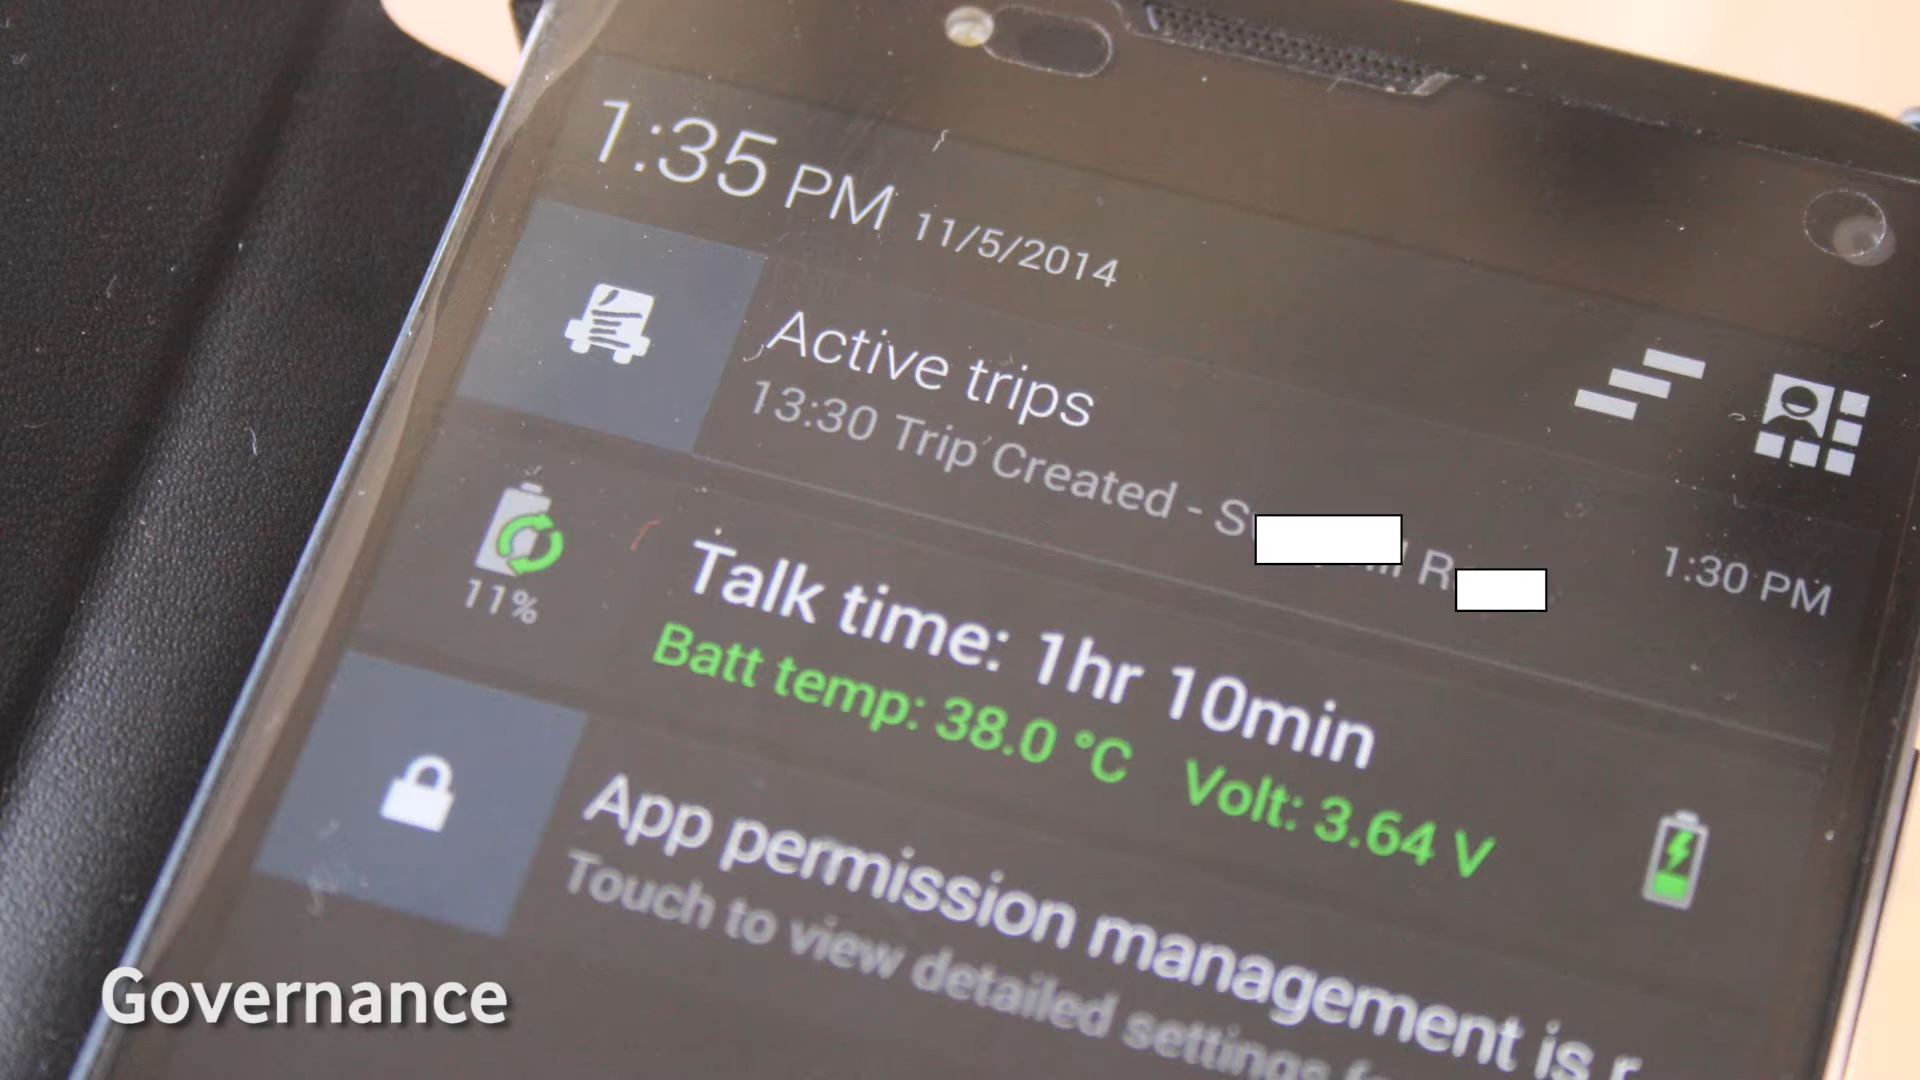 1:35 PM 11/5/2014
Active trips
13:30 Trip Created - S
1:30 PM
11%
Talk time: 1hr 10min
Batt temp: 38.0 °C Volt: 3.64 V
App permission management is r
Touch to view detailed settings
Governance